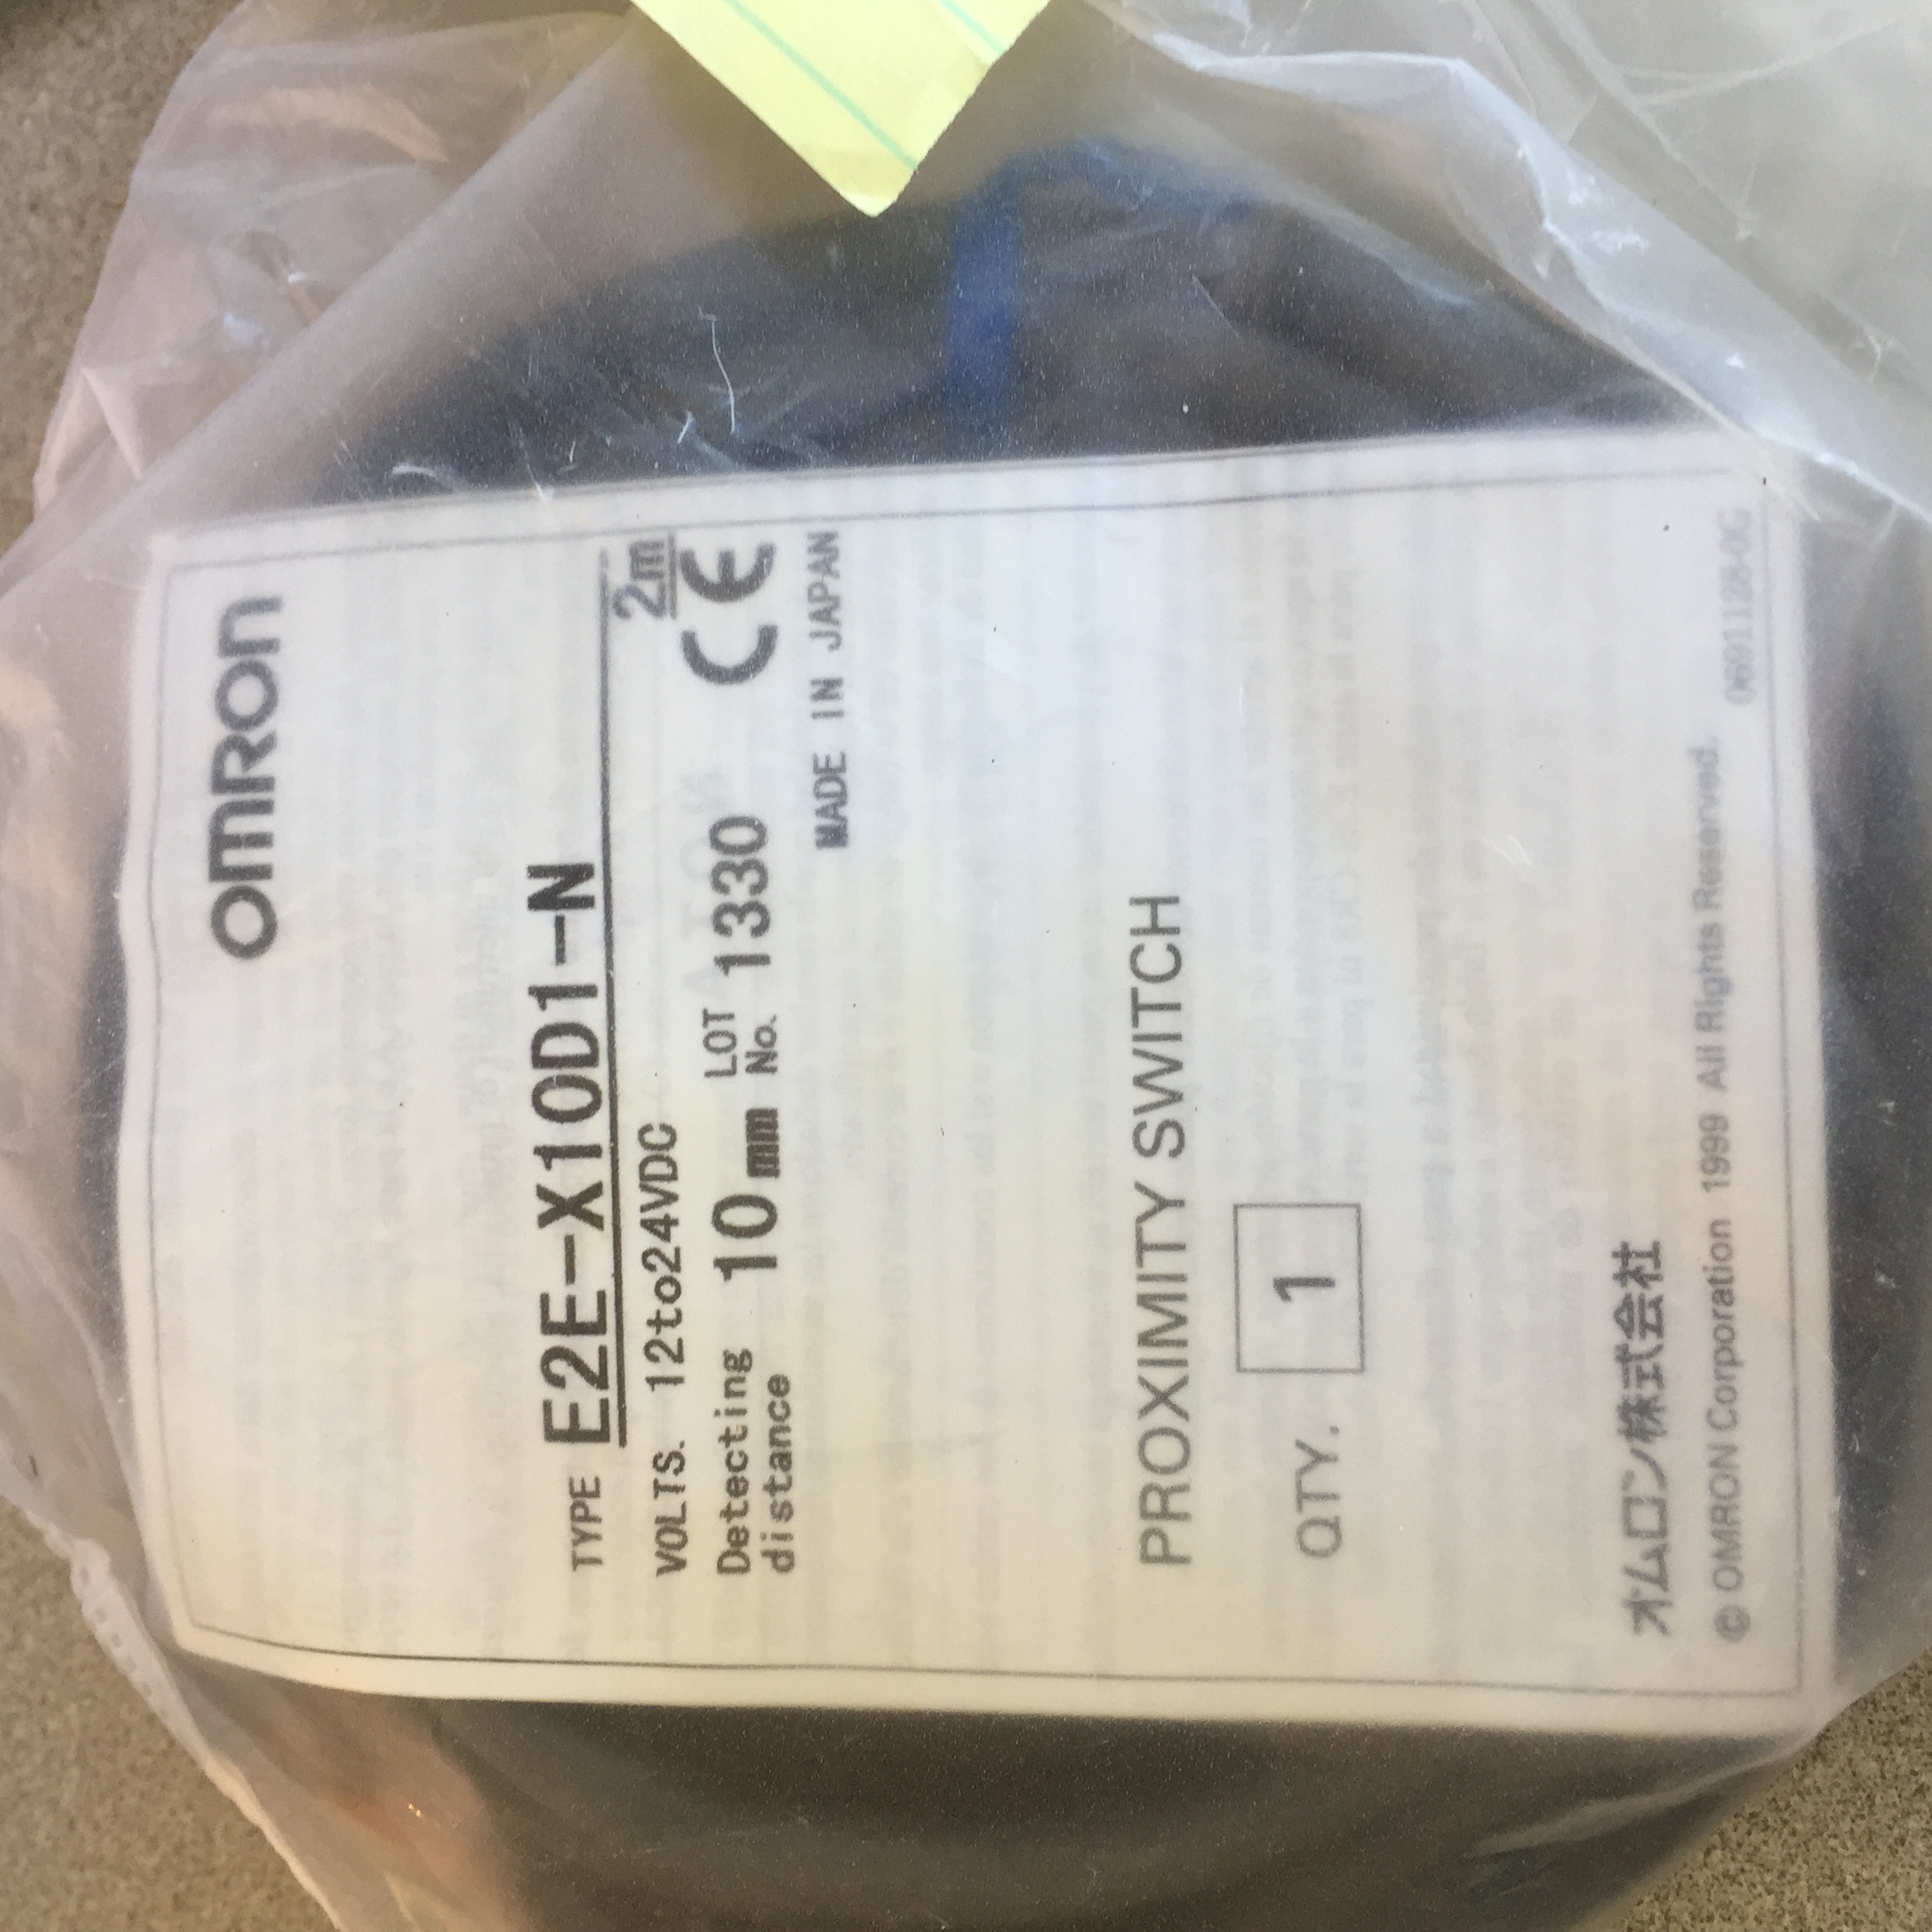 OMRON
TYPE E2E-X10D1-N
VOLTS. 12to24VDC 2m
Detecting distance 10mm LOT No. 1330 CE
MADE IN JAPAN
PROXIMITY SWITCH
QTY. 1
オムロン株式会社
© OMRON Corporation 1999 All Rights Reserved.